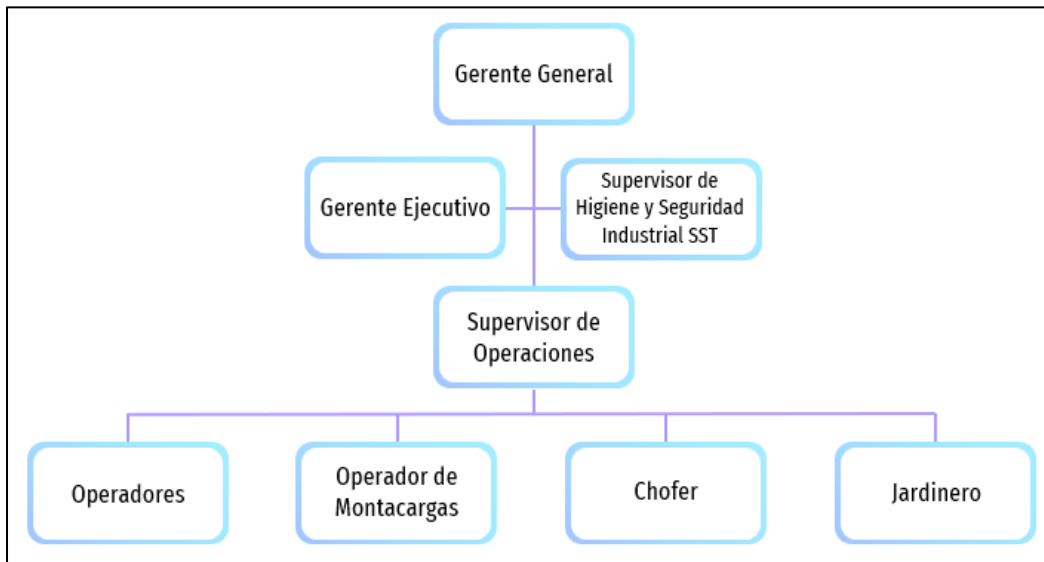 Gerente General
Gerente Ejecutivo
Supervisor de
Higiene y Seguridad
Industrial SST
Supervisor de
Operaciones
Operadores
Operador de
Montacargas
Chofer
Jardinero